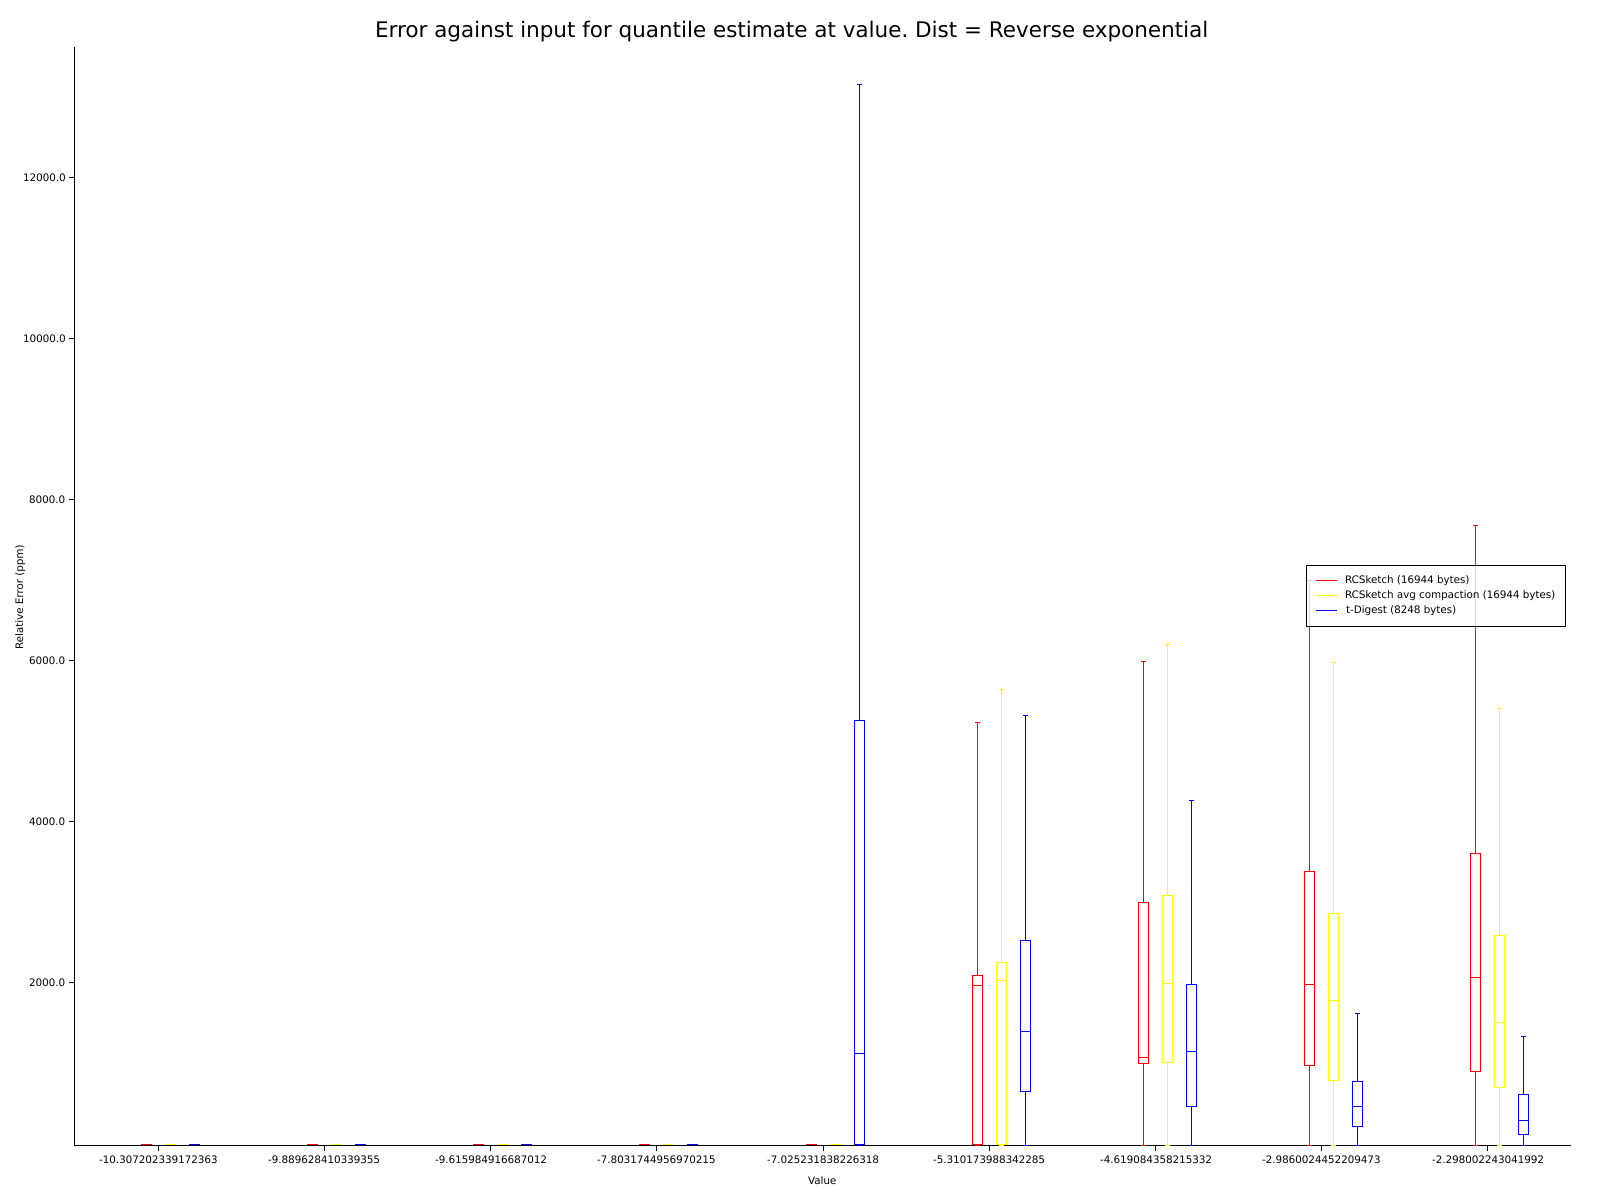 Error against input for quantile estimate at value. Dist = Reverse exponential
12000.0
10000.0
8000.0
6000.0
4000.0
2000.0
Relative Error (ppm)
RCSketch (16944 bytes)
RCSketch avg compaction (16944 bytes)
t-Digest (8248 bytes)
-10.307202339172363
-9.889628410339355
-9.615984916687012
-7.8031744956970215
-7.025231838226318
-5.310173988342285
-4.619084358215332
-2.9860024452209473
-2.298002243041992
Value